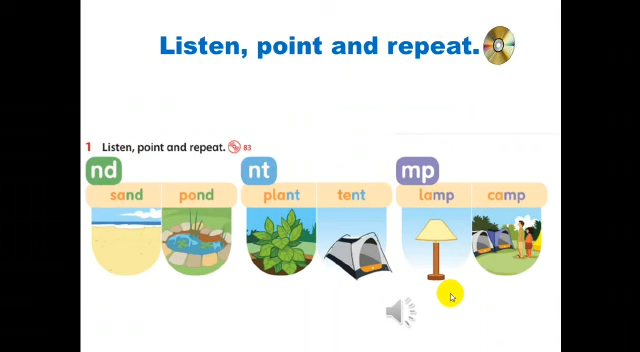 Listen, point and repeat.
1 Listen, point and repeat. 83
nd nt mp
sand pond plant tent lamp camp